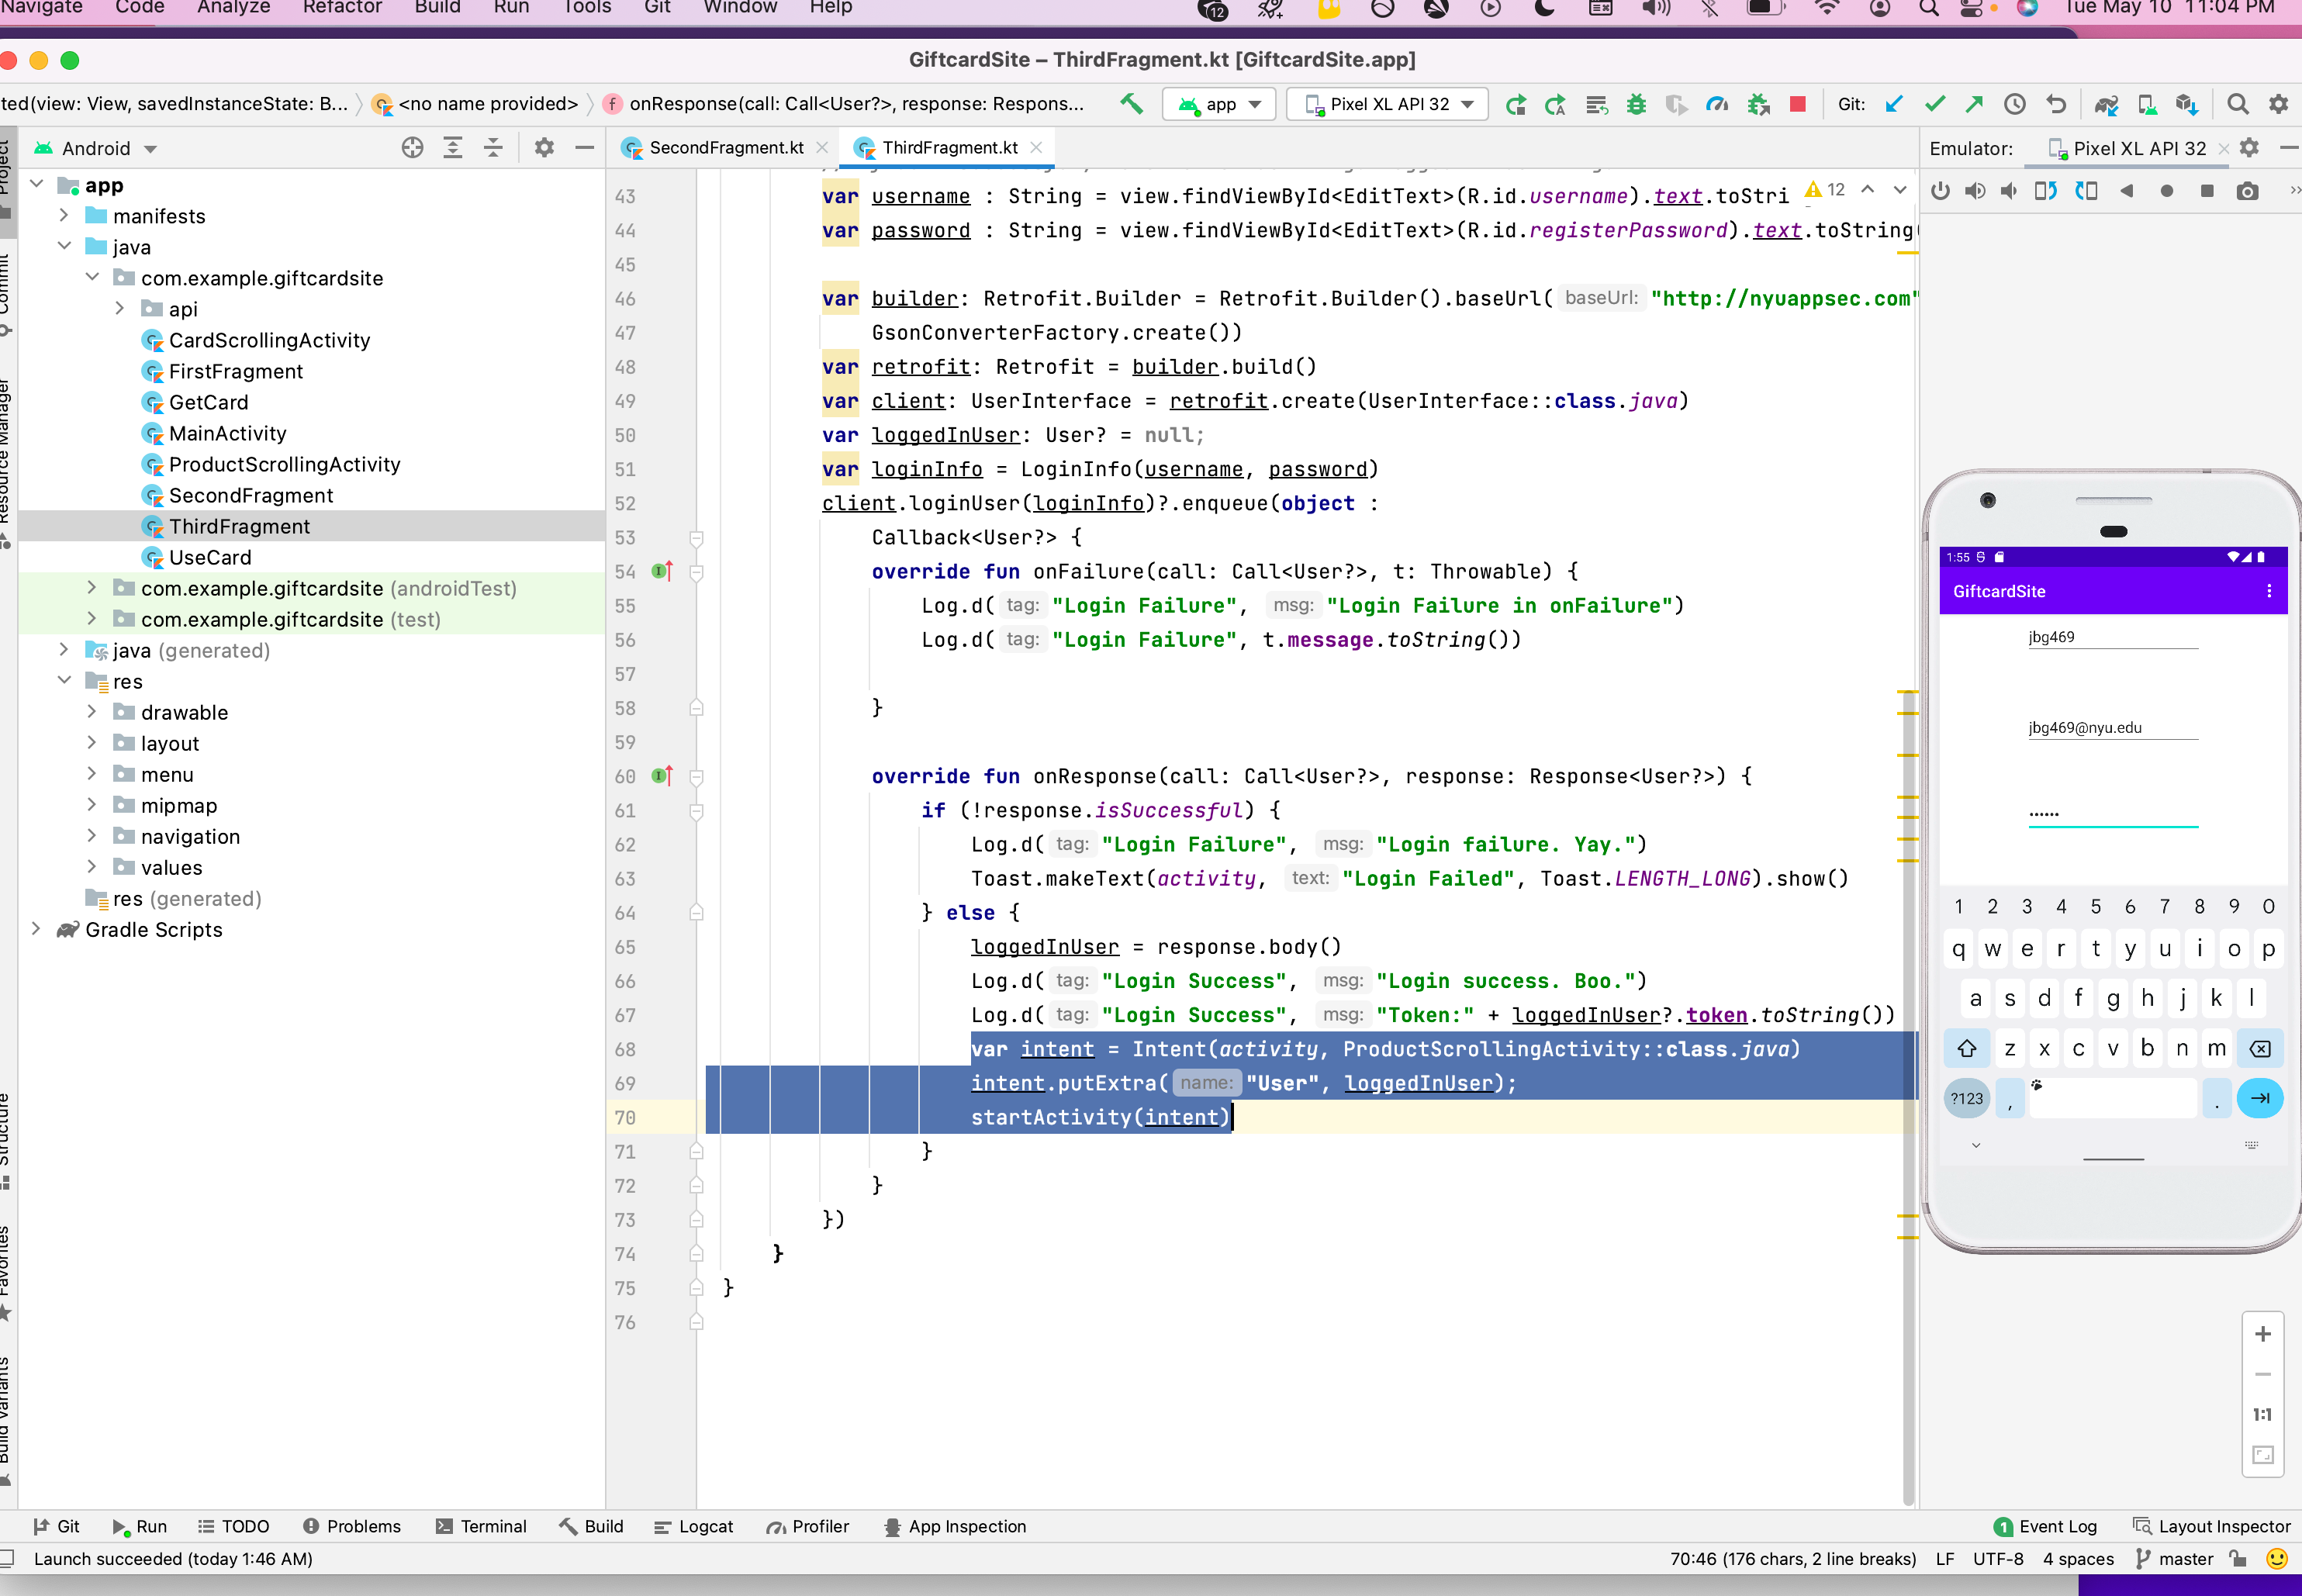 Navigate Code Analyze Refactor Build Run Tools Git Window Help 12 Tue May 10 11:04 PM
GiftcardSite – ThirdFragment.kt [GiftcardSite.app]
ted(view: View, savedInstanceState: B... <no name provided> f onResponse(call: Call<User?>, response: Respons... app Pixel XL API 32 Git:
Android SecondFragment.kt ThirdFragment.kt Emulator: Pixel XL API 32
Project
Commit
Resource Manager
Structure
Favorites
Build Variants
app
manifests
java
com.example.giftcardsite
api
CardScrollingActivity
FirstFragment
GetCard
MainActivity
ProductScrollingActivity
SecondFragment
ThirdFragment
UseCard
com.example.giftcardsite (androidTest)
com.example.giftcardsite (test)
java (generated)
res
drawable
layout
menu
mipmap
navigation
values
res (generated)
Gradle Scripts
12
43 var username : String = view.findViewById<EditText>(R.id.username).text.toStri
44 var password : String = view.findViewById<EditText>(R.id.registerPassword).text.toString(
45
46 var builder: Retrofit.Builder = Retrofit.Builder().baseUrl( baseUrl: "http://nyuappsec.com"
47 GsonConverterFactory.create())
48 var retrofit: Retrofit = builder.build()
49 var client: UserInterface = retrofit.create(UserInterface::class.java)
50 var loggedInUser: User? = null;
51 var loginInfo = LoginInfo(username, password)
52 client.loginUser(loginInfo)?.enqueue(object :
53 Callback<User?> {
54 override fun onFailure(call: Call<User?>, t: Throwable) {
55 Log.d( tag: "Login Failure", msg: "Login Failure in onFailure")
56 Log.d( tag: "Login Failure", t.message.toString())
57
58 }
59
60 override fun onResponse(call: Call<User?>, response: Response<User?>) {
61 if (!response.isSuccessful) {
62 Log.d( tag: "Login Failure", msg: "Login failure. Yay.")
63 Toast.makeText(activity, text: "Login Failed", Toast.LENGTH_LONG).show()
64 } else {
65 loggedInUser = response.body()
66 Log.d( tag: "Login Success", msg: "Login success. Boo.")
67 Log.d( tag: "Login Success", msg: "Token:" + loggedInUser?.token.toString())
68 var intent = Intent(activity, ProductScrollingActivity::class.java)
69 intent.putExtra( name: "User", loggedInUser);
70 startActivity(intent)
71 }
72 }
73 })
74 }
75 }
76
1:55
GiftcardSite
jbg469
jbg469@nyu.edu
••••••
1 2 3 4 5 6 7 8 9 0
q w e r t y u i o p
a s d f g h j k l
z x c v b n m
?123 , .
1:1
Git Run TODO Problems Terminal Build Logcat Profiler App Inspection 1 Event Log Layout Inspector
Launch succeeded (today 1:46 AM) 70:46 (176 chars, 2 line breaks) LF UTF-8 4 spaces master